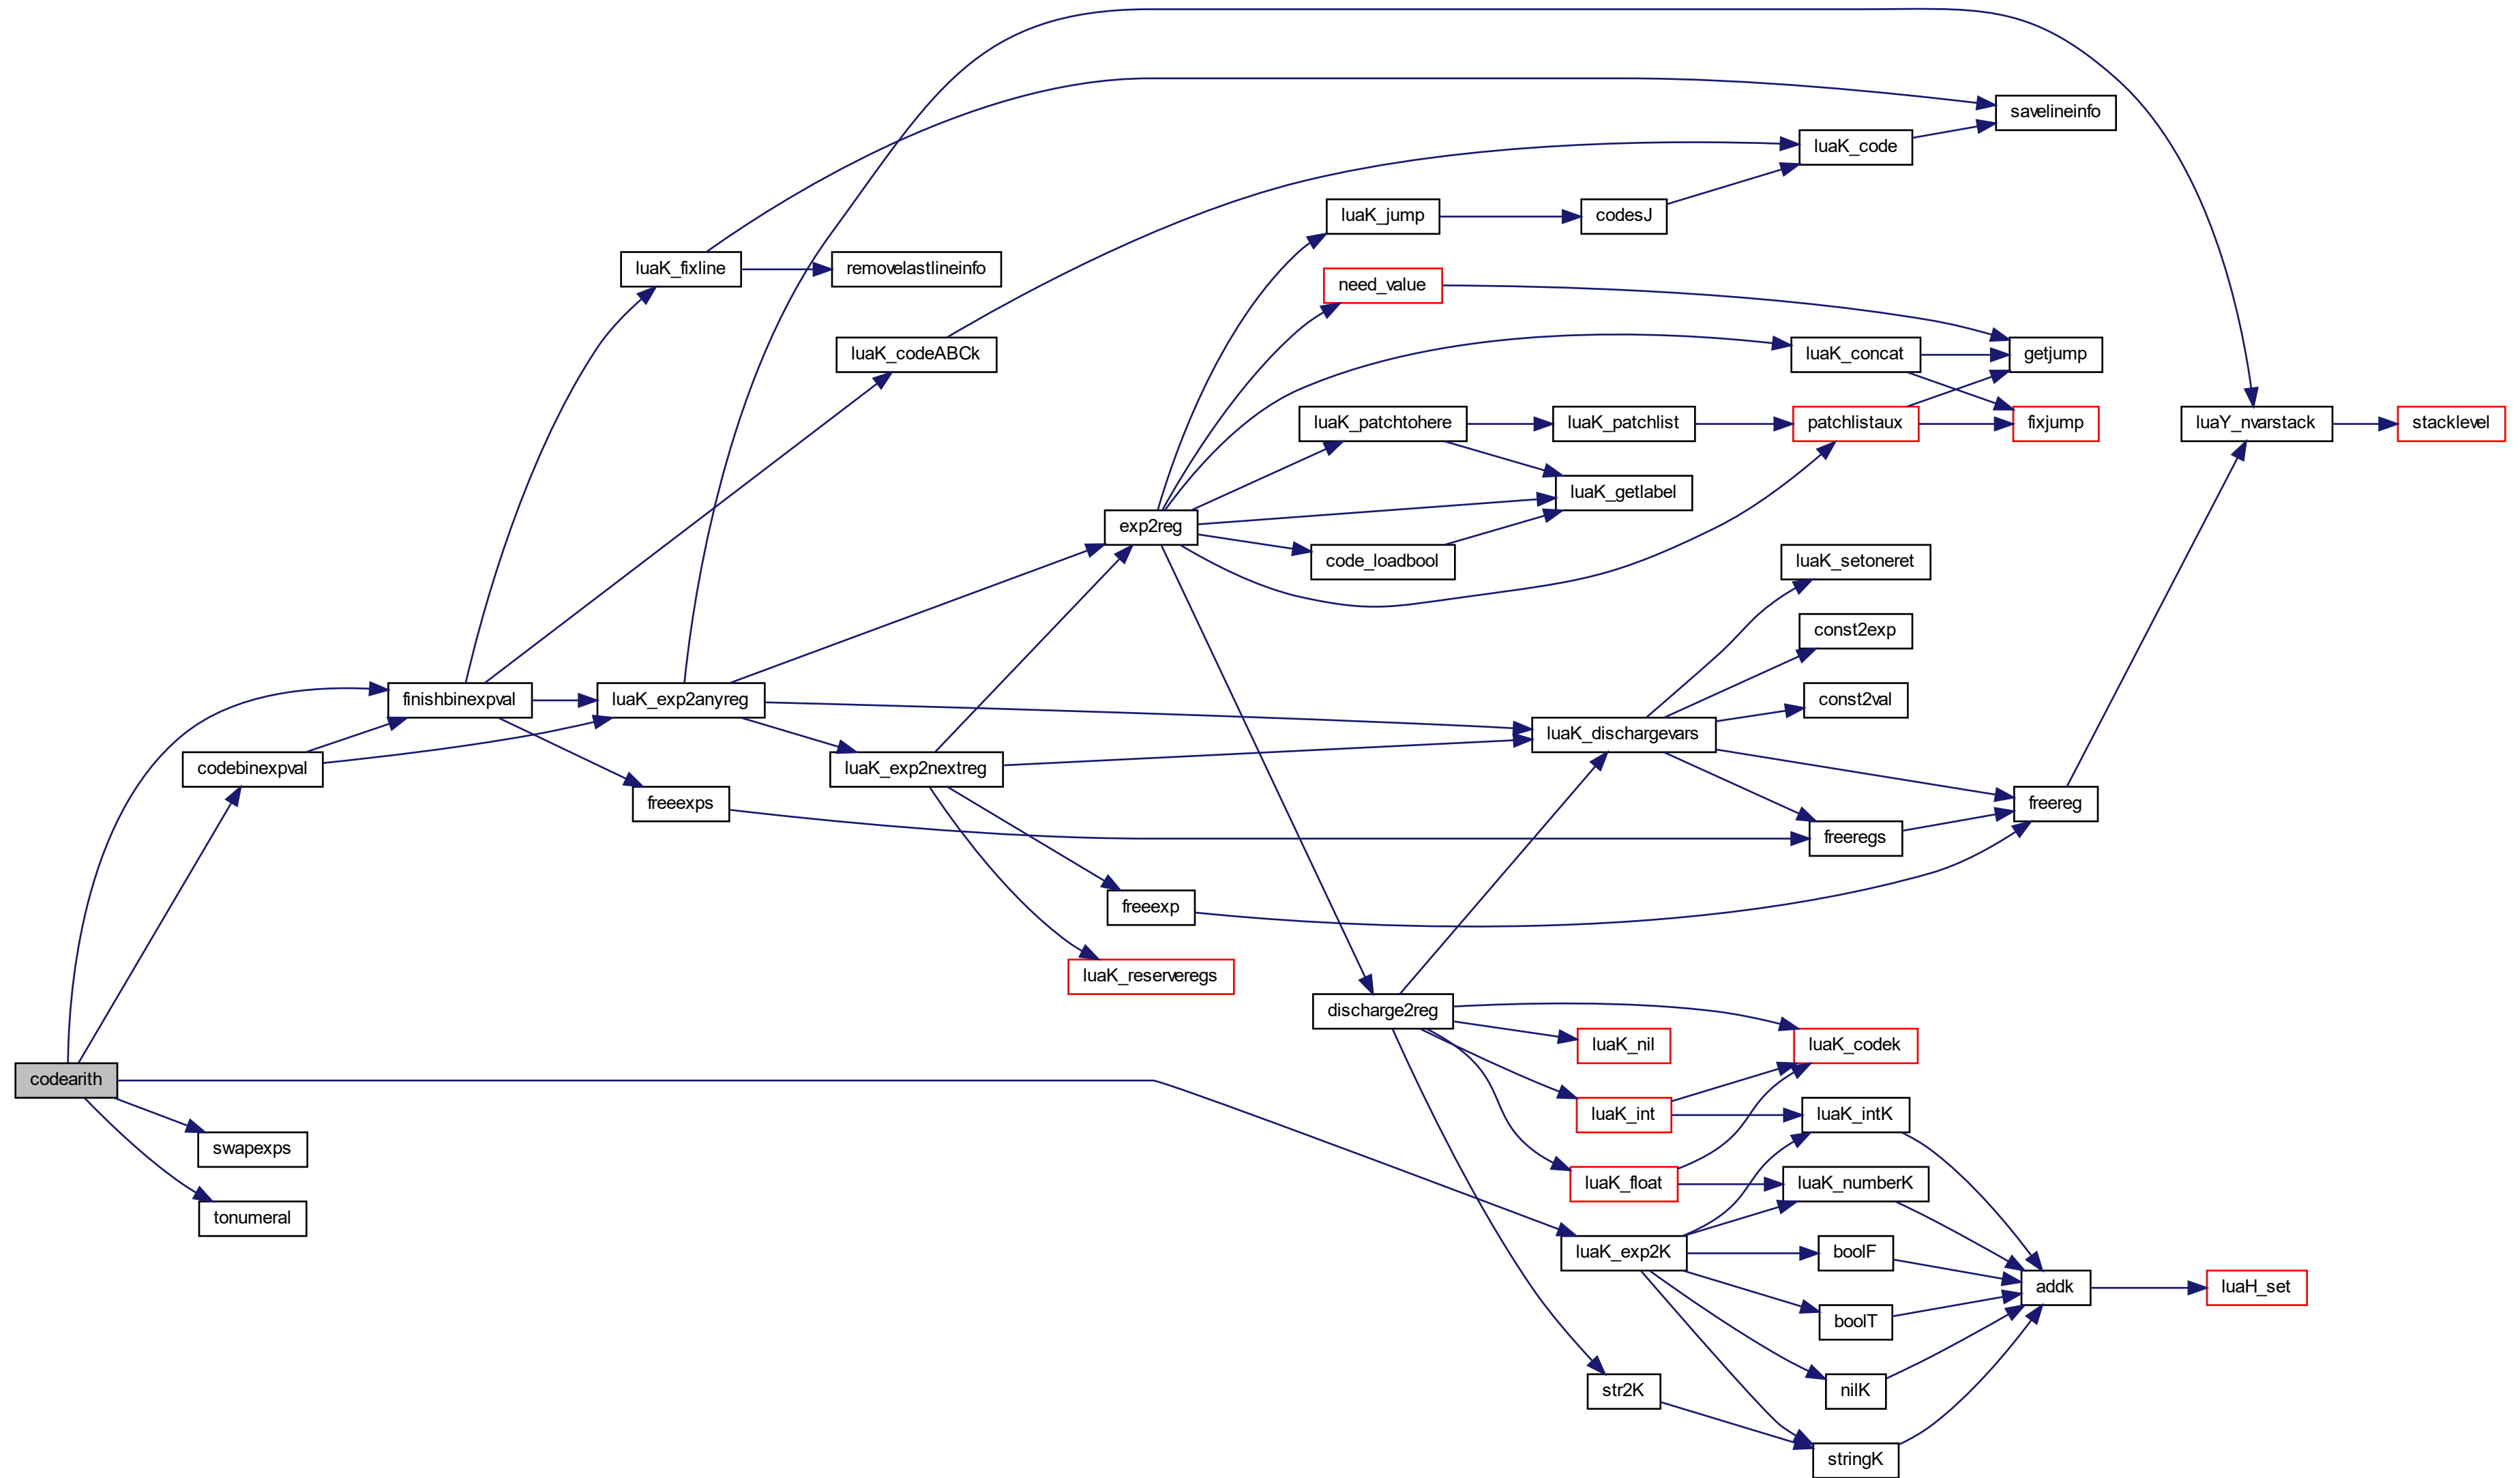 savelineinfo
luaK_code
luaK_jump
codesJ
luaK_fixline
removelastlineinfo
need_value
luaK_codeABCk
luaK_concat
getjump
luaK_patchtohere
luaK_patchlist
patchlistaux
fixjump
luaY_nvarstack
stacklevel
luaK_getlabel
exp2reg
code_loadbool
luaK_setoneret
const2exp
finishbinexpval
luaK_exp2anyreg
const2val
luaK_dischargevars
codebinexpval
luaK_exp2nextreg
freeexps
freereg
freeregs
freeexp
luaK_reserveregs
discharge2reg
luaK_nil
luaK_codek
codearith
luaK_int
luaK_intK
swapexps
luaK_float
luaK_numberK
tonumeral
luaK_exp2K
boolF
addk
luaH_set
boolT
str2K
nilK
stringK